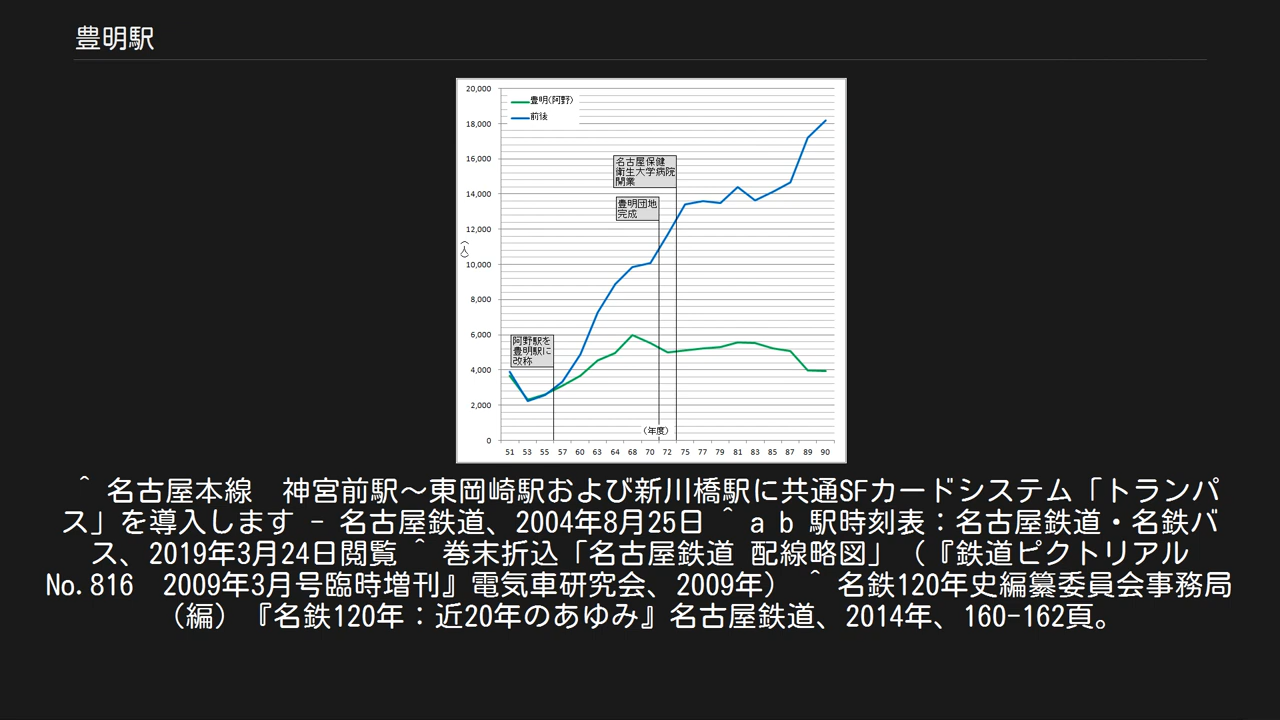 豊明駅
20,000
18,000
16,000
14,000
12,000
10,000
8,000
6,000
4,000
2,000
0
(人)
豊明(阿野)
前後
名古屋保健
衛生大学病院
開業
豊明団地
完成
阿野駅を
豊明駅に
改称
(年度)
51 53 55 57 60 63 64 68 70 72 75 77 79 81 83 85 87 89 90
^ 名古屋本線　神宮前駅～東岡崎駅および新川橋駅に共通SFカードシステム「トランパ
ス」を導入します - 名古屋鉄道、2004年8月25日 ^ a b 駅時刻表：名古屋鉄道・名鉄バ
ス、2019年3月24日閲覧 ^ 巻末折込「名古屋鉄道 配線略図」（『鉄道ピクトリアル
No.816　2009年3月号臨時増刊』電気車研究会、2009年） ^ 名鉄120年史編纂委員会事務局
（編）『名鉄120年：近20年のあゆみ』名古屋鉄道、2014年、160-162頁。